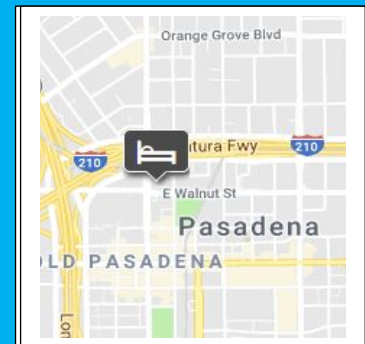 Orange Grove Blvd
tura Fwy
210
210
E Walnut St
Pasadena
LD PASADENA
Lon